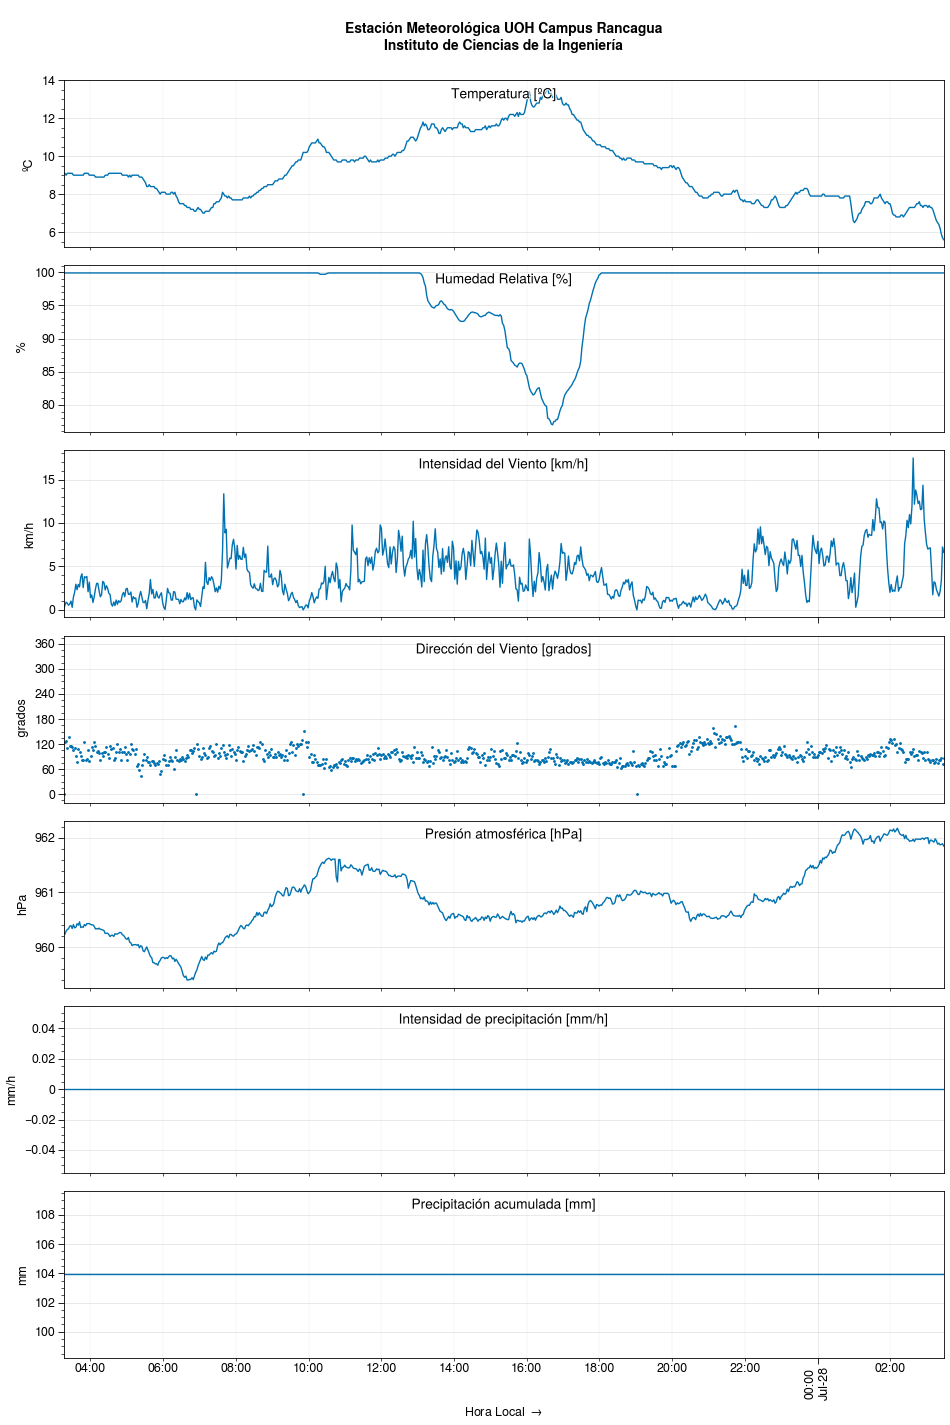 Estación Meteorológica UOH Campus Rancagua
Instituto de Ciencias de la Ingeniería
Temperatura [ºC]
ºC
14
12
10
8
6
Humedad Relativa [%]
%
100
95
90
85
80
Intensidad del Viento [km/h]
km/h
15
10
5
0
Dirección del Viento [grados]
grados
360
300
240
180
120
60
0
Presión atmosférica [hPa]
hPa
962
961
960
Intensidad de precipitación [mm/h]
mm/h
0.04
0.02
0
−0.02
−0.04
Precipitación acumulada [mm]
mm
108
106
104
102
100
04:00 06:00 08:00 10:00 12:00 14:00 16:00 18:00 20:00 22:00 00:00 02:00
Jul-28
Hora Local →